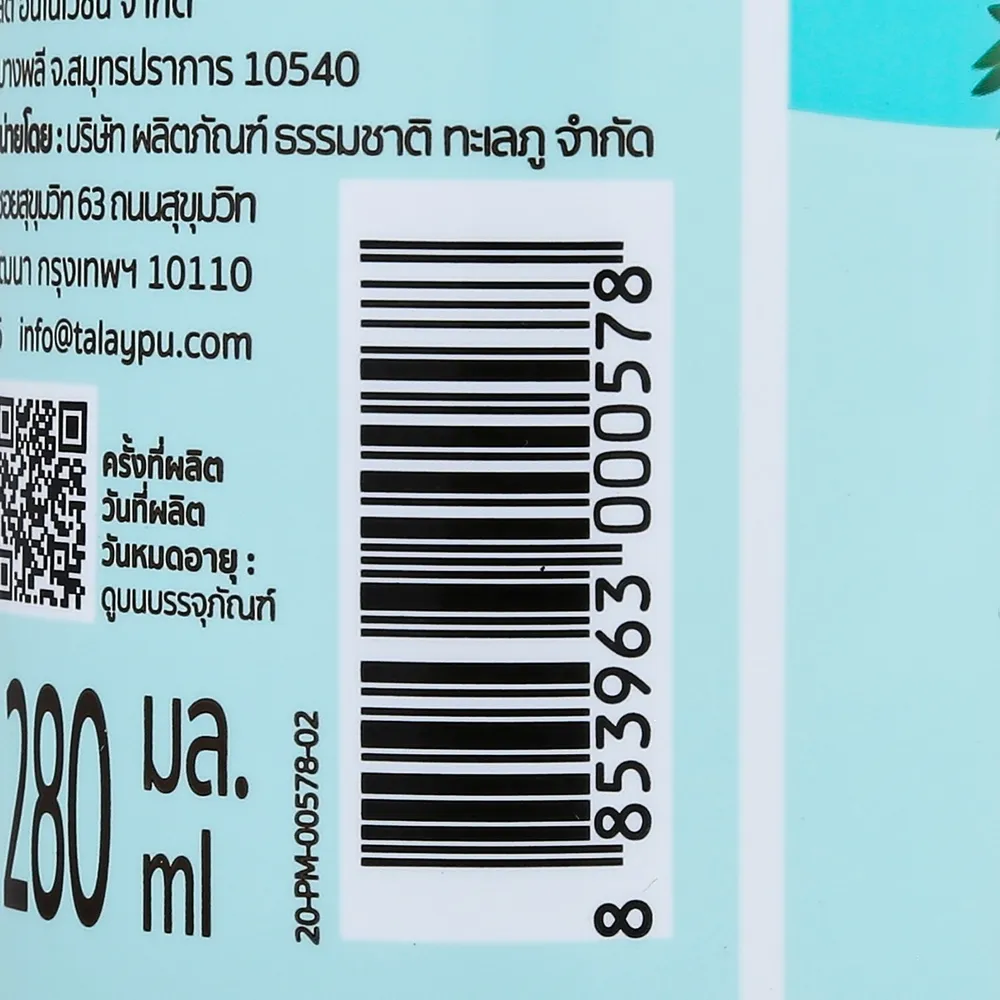 อินโนเวชั่น จำกัด
บางพลี จ.สมุทรปราการ 10540
โดย : บริษัท ผลิตภัณฑ์ ธรรมชาติ ทะเลภู จำกัด
ซอยสุขุมวิท 63 ถนนสุขุมวิท
กรุงเทพฯ 10110
info@talaypu.com
ครั้งที่ผลิต
วันที่ผลิต
วันหมดอายุ :
ดูบนบรรจุภัณฑ์
280 มล.
ml
20-PM-00578-02
8 853963 000578